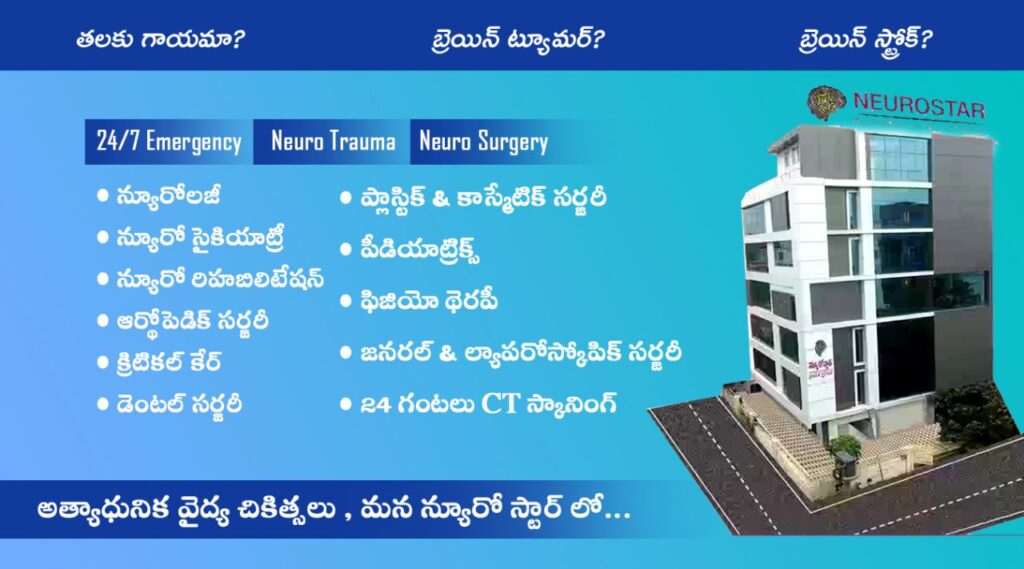 తలకు గాయమా?
బ్రెయిన్ ట్యూమర్?
బ్రెయిన్ స్ట్రోక్?
NEUROSTAR
24/7 Emergency
Neuro Trauma
Neuro Surgery
• న్యూరోలజీ
• న్యూరో సైకియాట్రీ
• న్యూరో రిహబిలిటేషన్
• ఆర్థోపెడిక్ సర్జరీ
• క్రిటికల్ కేర్
• డెంటల్ సర్జరీ
• ప్లాస్టిక్ & కాస్మేటిక్ సర్జరీ
• పీడియాట్రిక్స్
• ఫిజియో థెరపీ
• జనరల్ & ల్యాపరోస్కోపిక్ సర్జరీ
• 24 గంటలు CT స్కానింగ్
న్యూరోస్టార్
అత్యాధునిక వైద్య చికిత్సలు , మన న్యూరో స్టార్ లో...